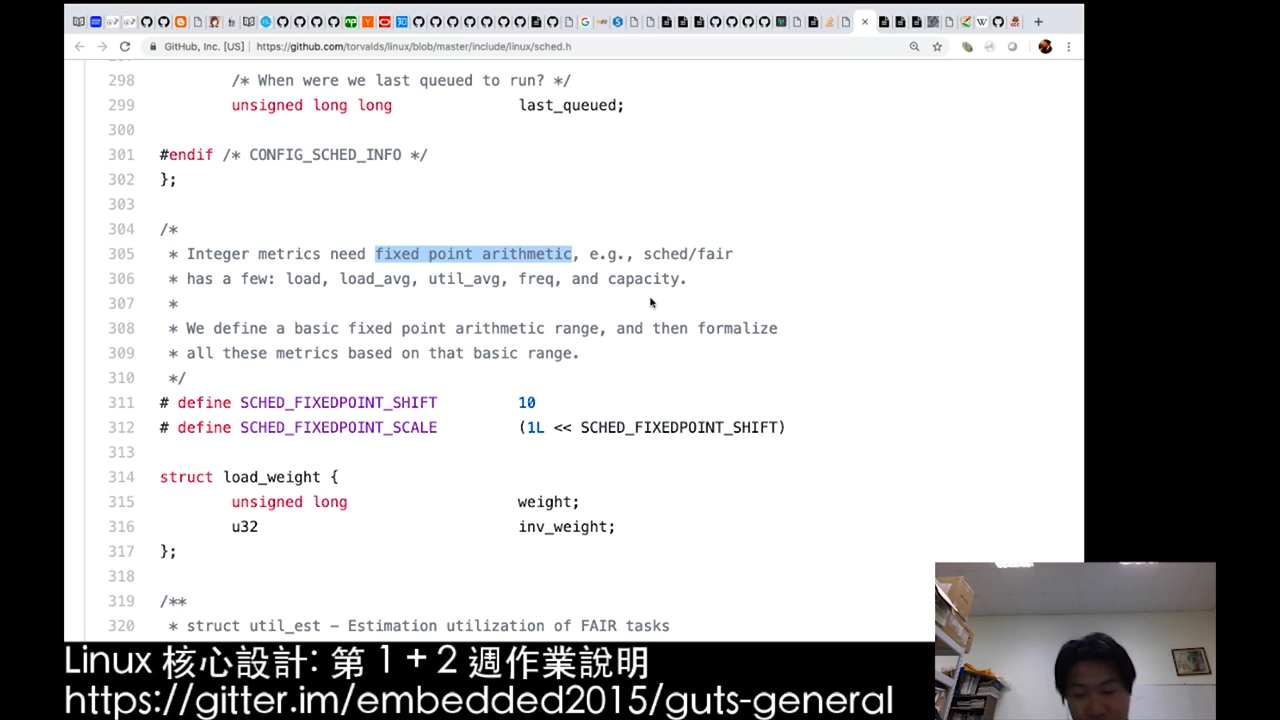 GitHub, Inc. [US] | https://github.com/torvalds/linux/blob/master/include/linux/sched.h
298 /* When were we last queued to run? */
299 unsigned long long last_queued;
300
301 #endif /* CONFIG_SCHED_INFO */
302 };
303
304 /*
305 * Integer metrics need fixed point arithmetic, e.g., sched/fair
306 * has a few: load, load_avg, util_avg, freq, and capacity.
307 *
308 * We define a basic fixed point arithmetic range, and then formalize
309 * all these metrics based on that basic range.
310 */
311 # define SCHED_FIXEDPOINT_SHIFT 10
312 # define SCHED_FIXEDPOINT_SCALE (1L << SCHED_FIXEDPOINT_SHIFT)
313
314 struct load_weight {
315 unsigned long weight;
316 u32 inv_weight;
317 };
318
319 /**
320 * struct util_est - Estimation utilization of FAIR tasks
Linux 核心設計: 第 1 + 2 週作業說明
https://gitter.im/embedded2015/guts-general